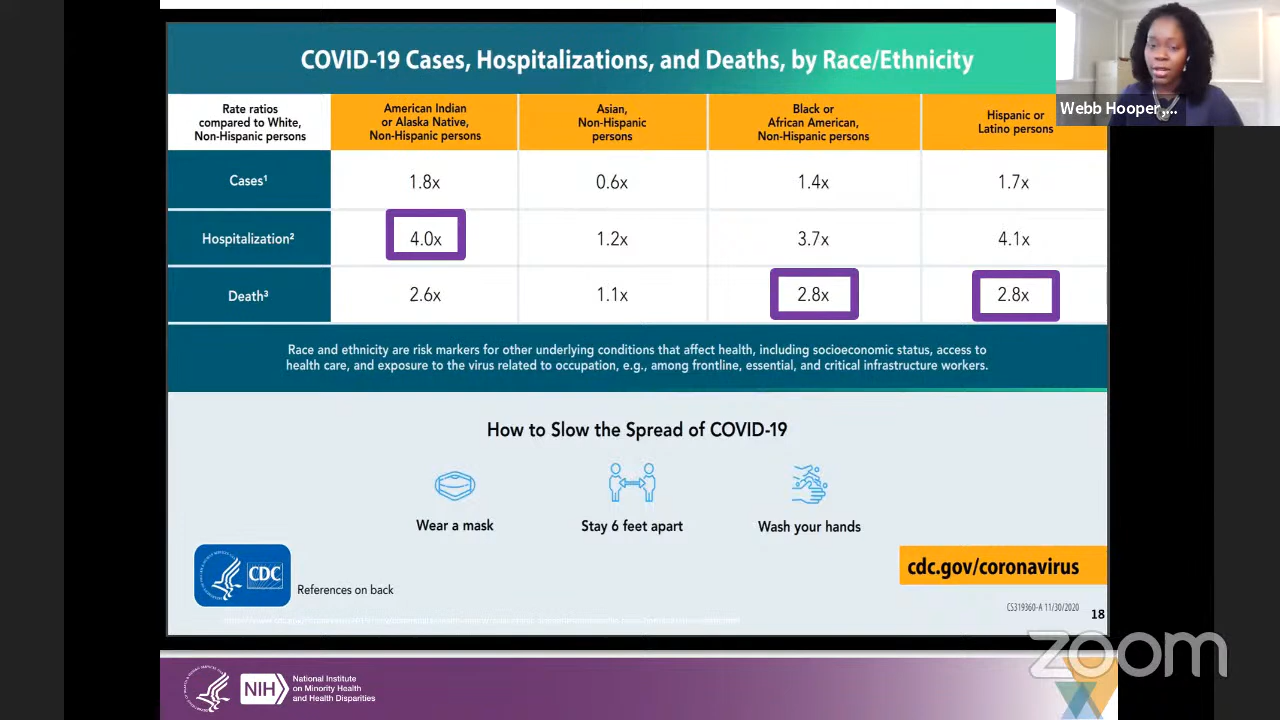 COVID-19 Cases, Hospitalizations, and Deaths, by Race/Ethnicity
Webb Hooper,...
Rate ratios
compared to White,
Non-Hispanic persons
American Indian
or Alaska Native,
Non-Hispanic persons
Asian,
Non-Hispanic
persons
Black or
African American,
Non-Hispanic persons
Hispanic or
Latino persons
Cases¹
1.8x
0.6x
1.4x
1.7x
Hospitalization²
4.0x
1.2x
3.7x
4.1x
Death³
2.6x
1.1x
2.8x
2.8x
Race and ethnicity are risk markers for other underlying conditions that affect health, including socioeconomic status, access to
health care, and exposure to the virus related to occupation, e.g., among frontline, essential, and critical infrastructure workers.
How to Slow the Spread of COVID-19
Wear a mask
Stay 6 feet apart
Wash your hands
CDC
References on back
cdc.gov/coronavirus
CS319360-A 11/30/2020
18
zoom
NIH
National Institute
on Minority Health
and Health Disparities